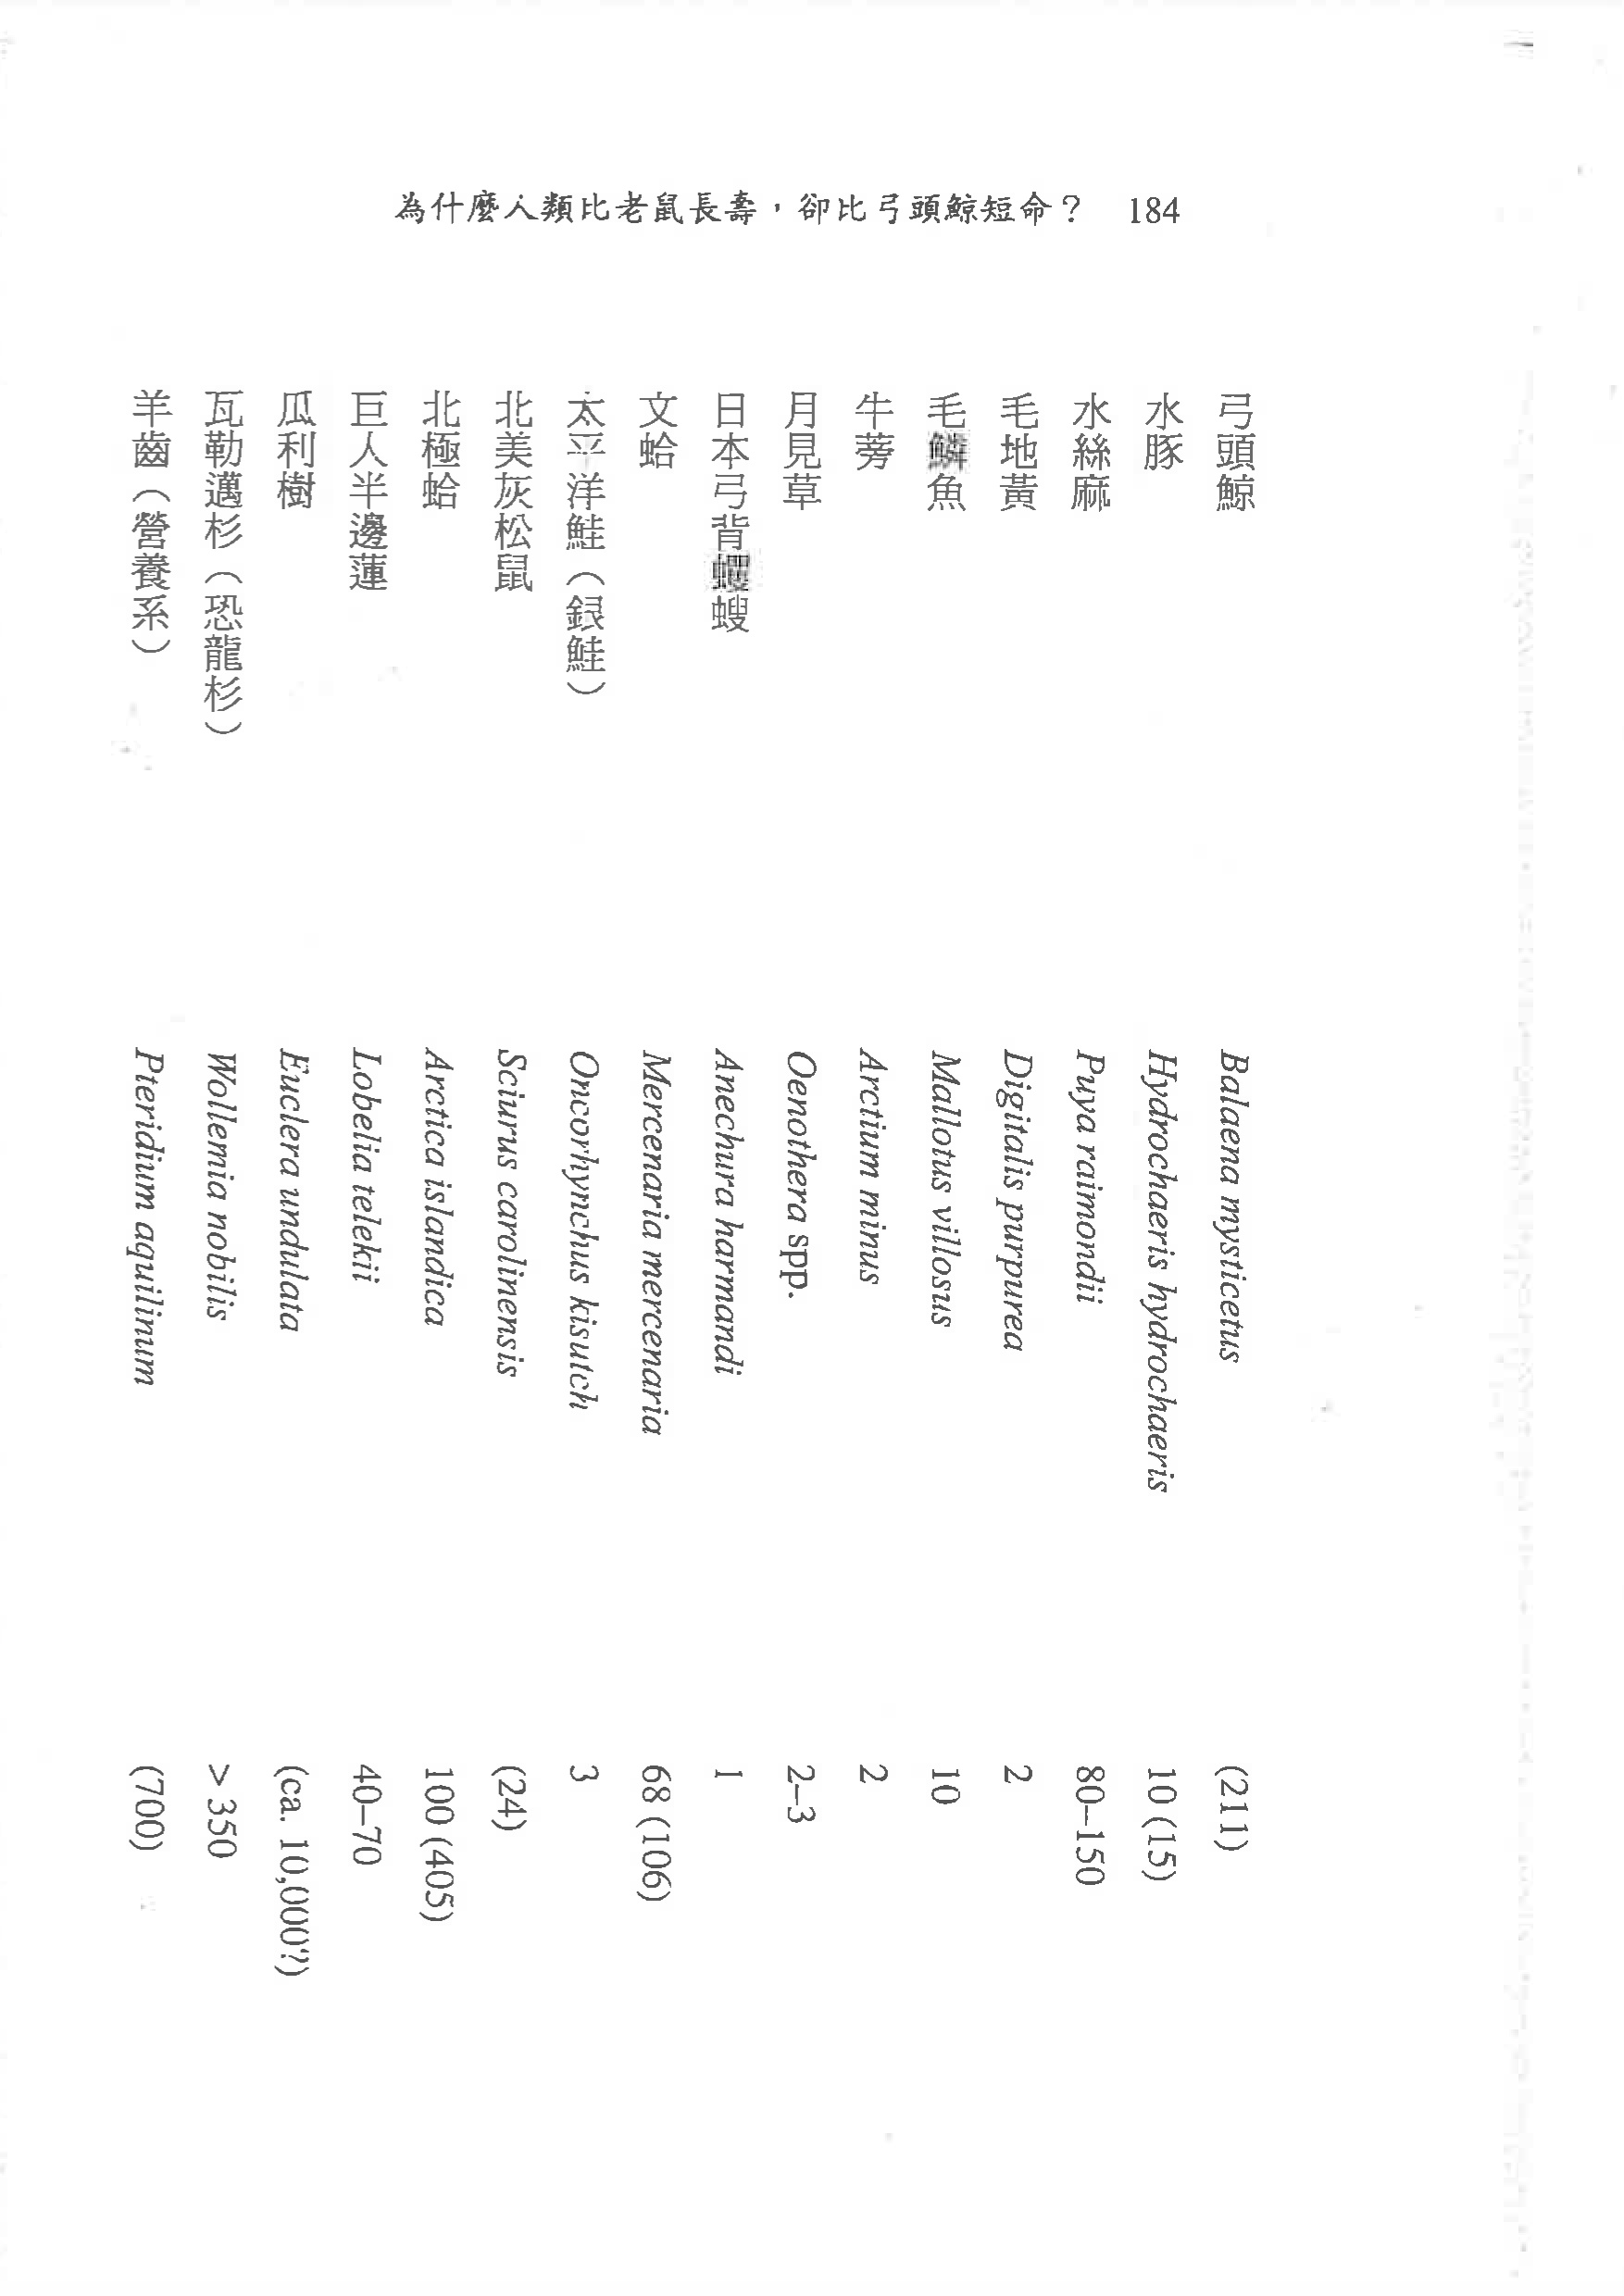 為什麼人類比老鼠長壽，卻比弓頭鯨短命？ 184
弓頭鯨 Balaena mysticetus (211)
水豚 Hydrochaeris hydrochaeris 10 (15)
水絲麻 Puya raimondii 80–150
毛地黃 Digitalis purpurea 2
毛鱗魚 Mallotus villosus 10
牛蒡 Arctium minus 2
月見草 Oenothera spp. 2–3
日本弓背蠼螋 Anechura harmandi 1
文蛤 Mercenaria mercenaria 68 (106)
太平洋鮭（銀鮭） Oncorhynchus kisutch 3
北美灰松鼠 Sciurus carolinensis (24)
北極蛤 Arctica islandica 100 (405)
巨人半邊蓮 Lobelia telekii 40–70
瓜利樹 Euclera undulata (ca. 10,000?)
瓦勒邁杉（恐龍杉） Wollemia nobilis > 350
羊齒（營養系） Pteridium aquilinum (700)